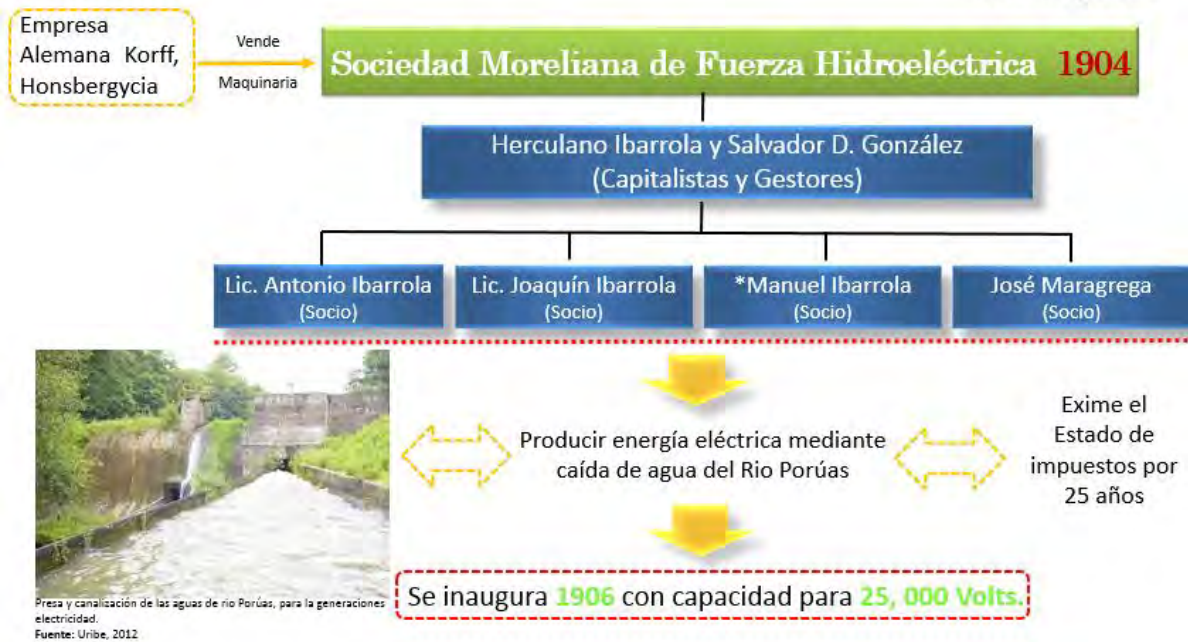 Empresa
Alemana Korff,
Honsbergycia
Vende
Maquinaria
Sociedad Moreliana de Fuerza Hidroeléctrica 1904
Herculano Ibarrola y Salvador D. González
(Capitalistas y Gestores)
Lic. Antonio Ibarrola
(Socio)
Lic. Joaquín Ibarrola
(Socio)
*Manuel Ibarrola
(Socio)
José Maragrega
(Socio)
Producir energía eléctrica mediante
caída de agua del Rio Porúas
Exime el
Estado de
impuestos por
25 años
Se inaugura 1906 con capacidad para 25, 000 Volts.
Presa y canalización de las aguas de rio Porúas, para la generaciones
electricidad.
Fuente: Uribe, 2012